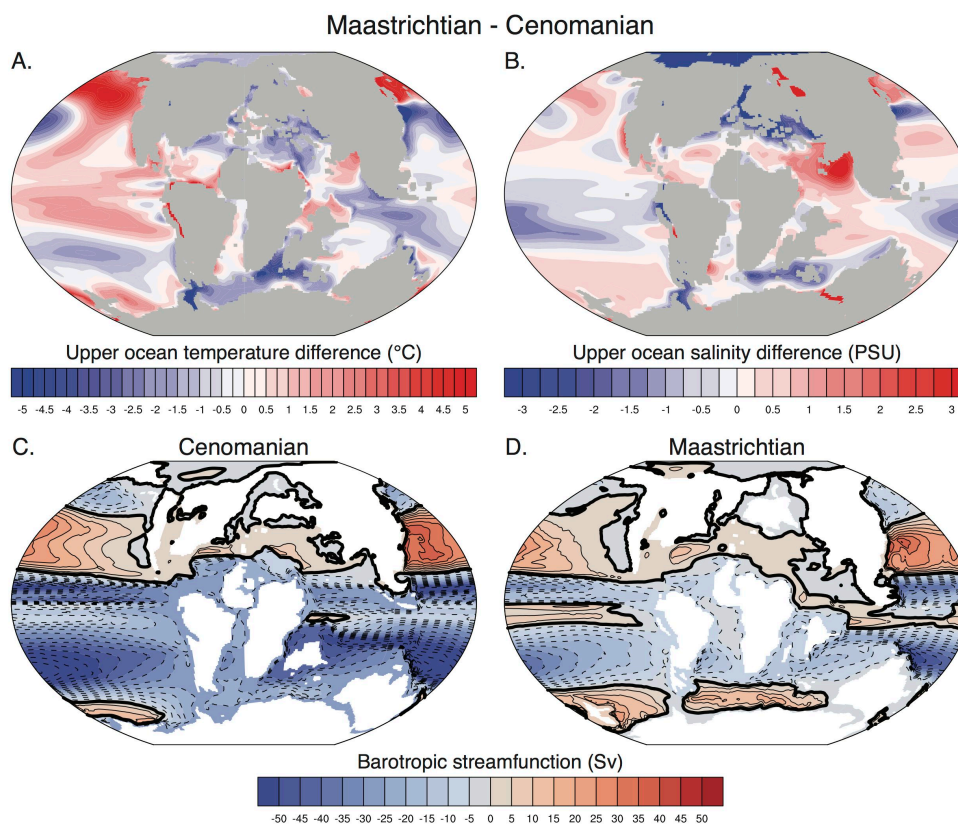 Maastrichtian - Cenomanian
A.
B.
Upper ocean temperature difference (°C)
Upper ocean salinity difference (PSU)
-5 -4.5 -4 -3.5 -3 -2.5 -2 -1.5 -1 -0.5 0 0.5 1 1.5 2 2.5 3 3.5 4 4.5 5
-3 -2.5 -2 -1.5 -1 -0.5 0 0.5 1 1.5 2 2.5 3
C.
Cenomanian
D.
Maastrichtian
Barotropic streamfunction (Sv)
-50 -45 -40 -35 -30 -25 -20 -15 -10 -5 0 5 10 15 20 25 30 35 40 45 50